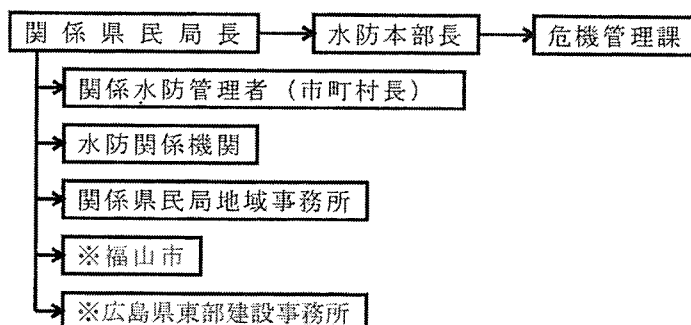 関係県民局長 水防本部長 危機管理課
関係水防管理者（市町村長）
水防関係機関
関係県民局地域事務所
※福山市
※広島県東部建設事務所